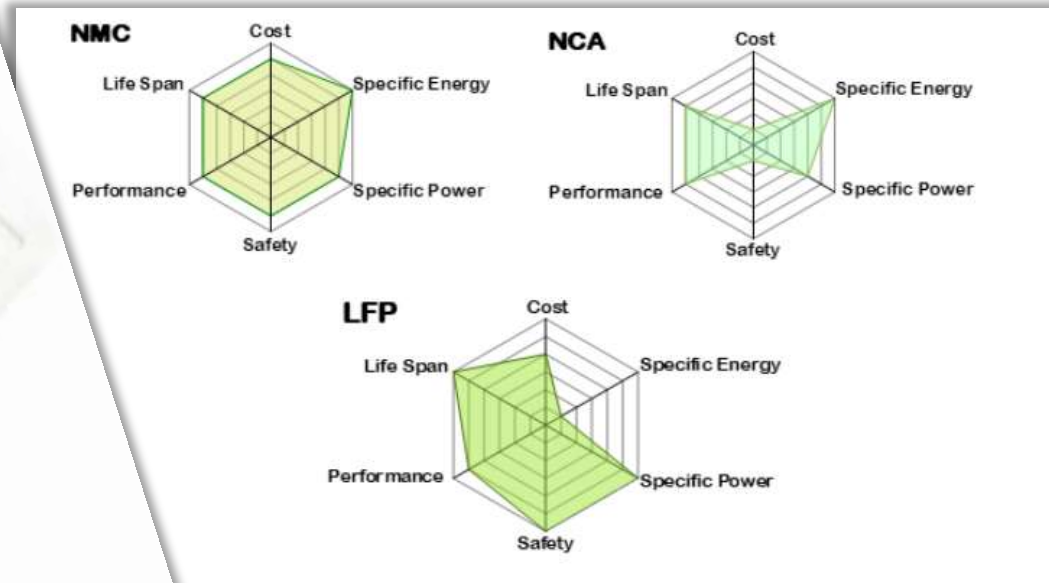 NMC
Cost
Life Span
Specific Energy
Performance
Specific Power
Safety
NCA
Cost
Life Span
Specific Energy
Performance
Specific Power
Safety
LFP
Cost
Life Span
Specific Energy
Performance
Specific Power
Safety